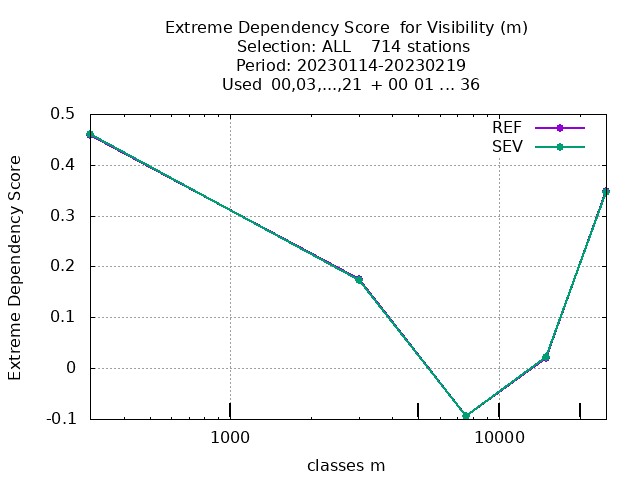 Extreme Dependency Score  for Visibility (m)
Selection: ALL    714 stations
Period: 20230114-20230219
Used  00,03,...,21  + 00 01 ... 36
Extreme Dependency Score
0.5
0.4
0.3
0.2
0.1
0
-0.1
REF
SEV
1000
10000
classes m